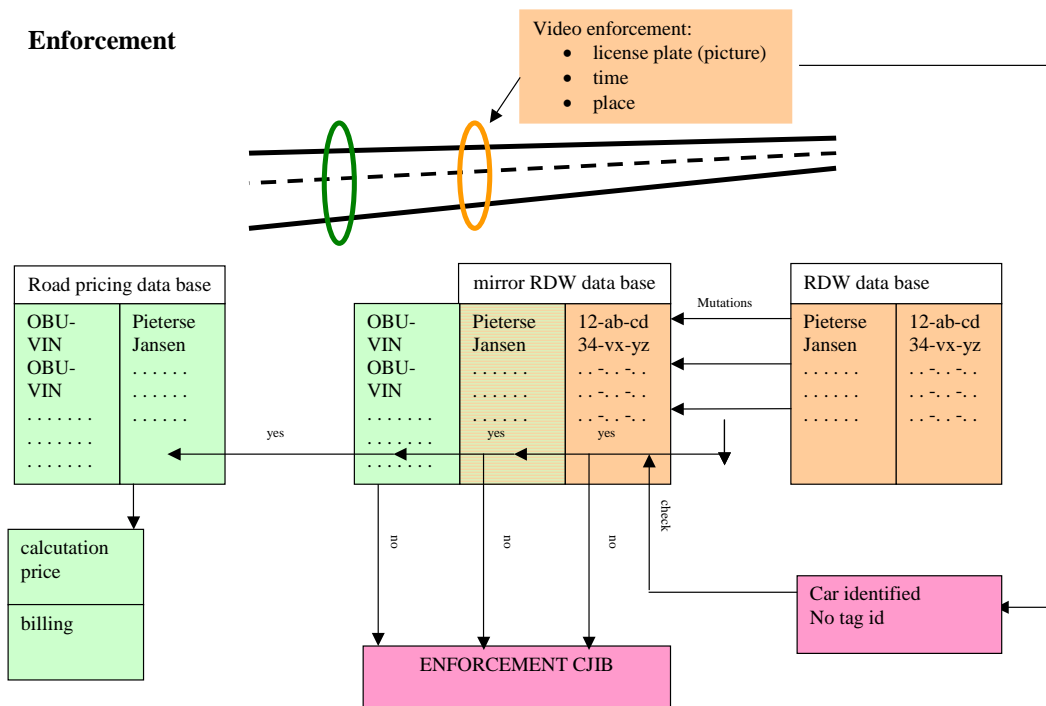 Enforcement
Video enforcement:
• license plate (picture)
• time
• place
Road pricing data base
OBU-
VIN
OBU-
VIN
. . . . . . .
. . . . . . .
. . . . . . .
Pieterse
Jansen
. . . . . .
. . . . . .
. . . . . .
mirror RDW data base
OBU-
VIN
OBU-
VIN
. . . . . . .
. . . . . . .
. . . . . . .
Pieterse
Jansen
. . . . . .
. . . . . .
. . . . . .
12-ab-cd
34-vx-yz
. . -. . -. .
. . -. . -. .
. . -. . -. .
Mutations
RDW data base
Pieterse
Jansen
. . . . . .
. . . . . .
. . . . . .
12-ab-cd
34-vx-yz
. . -. . -. .
. . -. . -. .
. . -. . -. .
yes
yes
yes
no
no
no
check
calcutation
price
billing
Car identified
No tag id
ENFORCEMENT CJIB